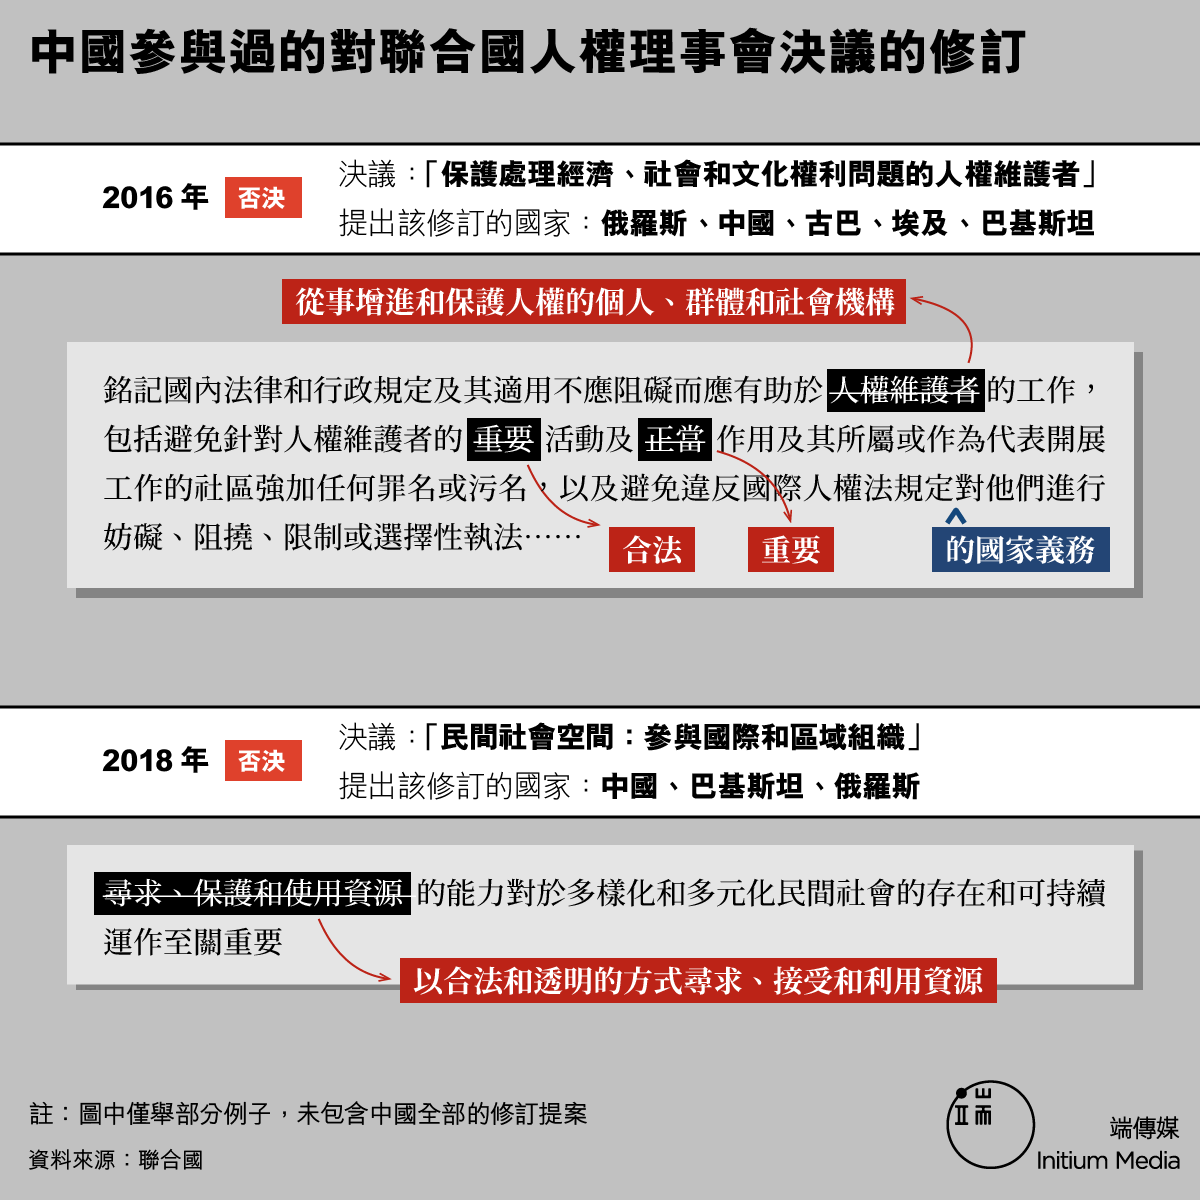 中國參與過的對聯合國人權理事會決議的修訂
2016 年 否決
決議：「保護處理經濟、社會和文化權利問題的人權維護者」
提出該修訂的國家：俄羅斯、中國、古巴、埃及、巴基斯坦
從事增進和保護人權的個人、群體和社會機構
銘記國內法律和行政規定及其適用不應阻礙而應有助於 人權維護者 的工作，
包括避免針對人權維護者的 重要 活動及 正當 作用及其所屬或作為代表開展
工作的社區強加任何罪名或污名，以及避免違反國際人權法規定對他們進行
妨礙、阻撓、限制或選擇性執法⋯⋯
合法
重要
的國家義務
2018 年 否決
決議：「民間社會空間：參與國際和區域組織」
提出該修訂的國家：中國、巴基斯坦、俄羅斯
尋求、保護和使用資源 的能力對於多樣化和多元化民間社會的存在和可持續
運作至關重要
以合法和透明的方式尋求、接受和利用資源
註：圖中僅舉部分例子，未包含中國全部的修訂提案
資料來源：聯合國
端
端傳媒
Initium Media